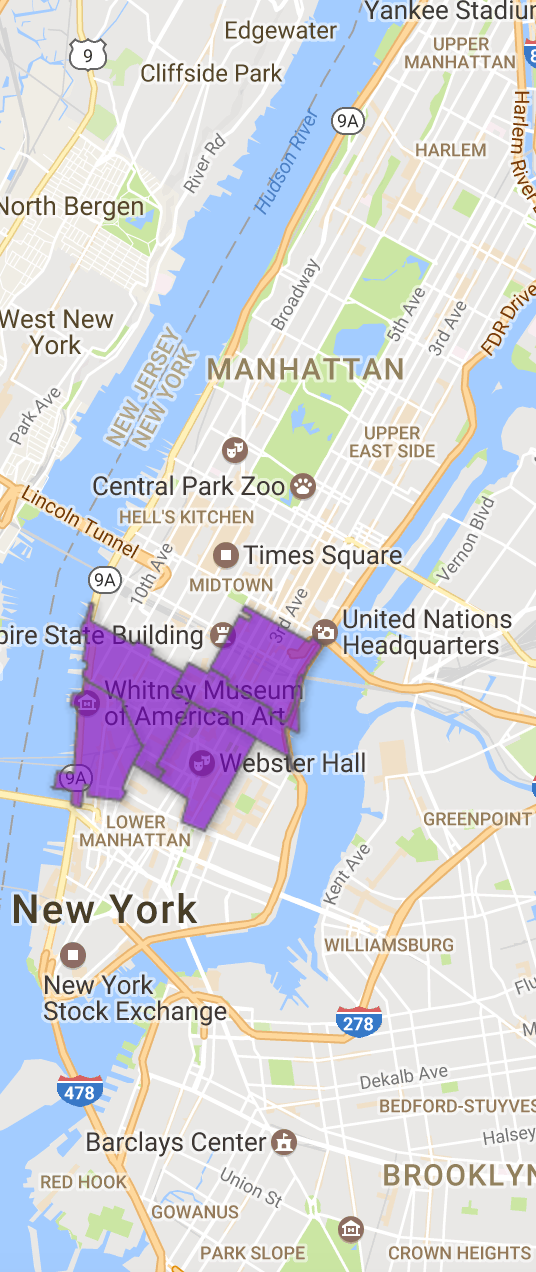 Yankee Stadiu
Edgewater
9
UPPER
MANHATTAN
Cliffside Park
9A
Hudson River
River Rd
HARLEM
Harlem River
North Bergen
Broadway
5th Ave
3rd Ave
FDR Drive
West New
York
NEW JERSEY
NEW YORK
MANHATTAN
Park Ave
UPPER
EAST SIDE
Central Park Zoo
Lincoln Tunnel
HELL'S KITCHEN
Vernon Blvd
Times Square
10th Ave
9A
MIDTOWN
3rd Ave
United Nations
Headquarters
pire State Building
Whitney Museum
of American Art
Webster Hall
9A
LOWER
MANHATTAN
GREENPOINT
Kent Ave
New York
WILLIAMSBURG
New York
Stock Exchange
Flu
278
Dekalb Ave
478
BEDFORD-STUYVES
Halsey
Barclays Center
RED HOOK
Union St
BROOKLYN
GOWANUS
PARK SLOPE
CROWN HEIGHTS